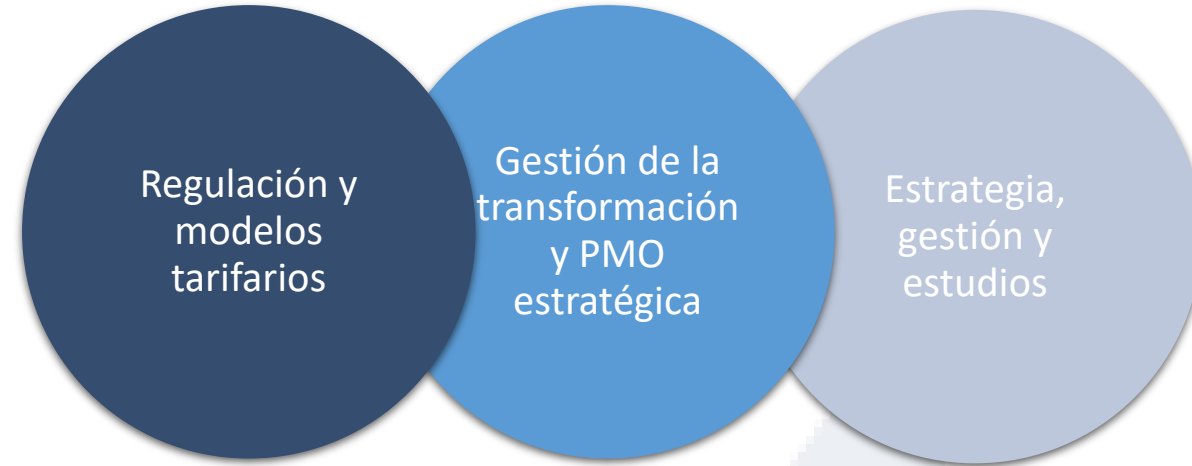 Regulación y
modelos
tarifarios
Gestión de la
transformación
y PMO
estratégica
Estrategia,
gestión y
estudios